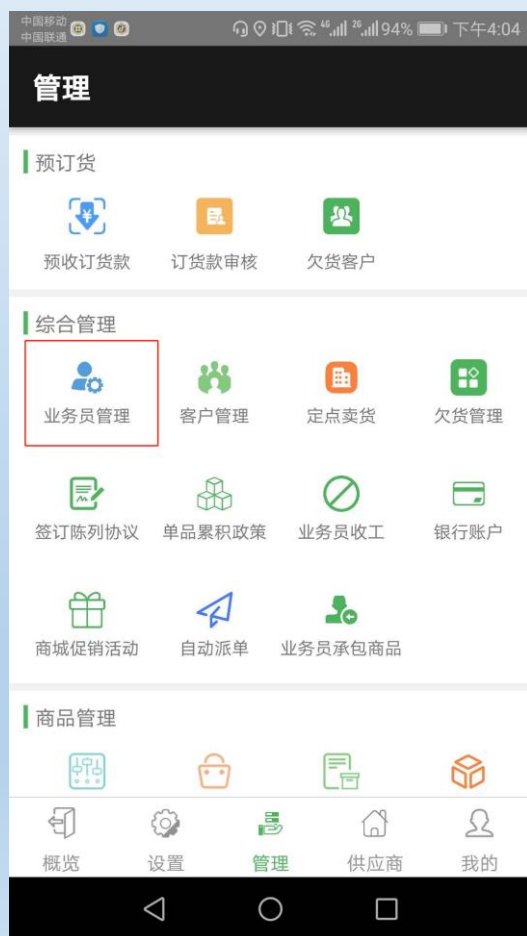 中国移动
中国联通 46 26 94% 下午4:04
管理
预订货
预收订货款 订货款审核 欠货客户
综合管理
业务员管理 客户管理 定点卖货 欠货管理
签订陈列协议 单品累积政策 业务员收工 银行账户
商城促销活动 自动派单 业务员承包商品
商品管理
概览 设置 管理 供应商 我的